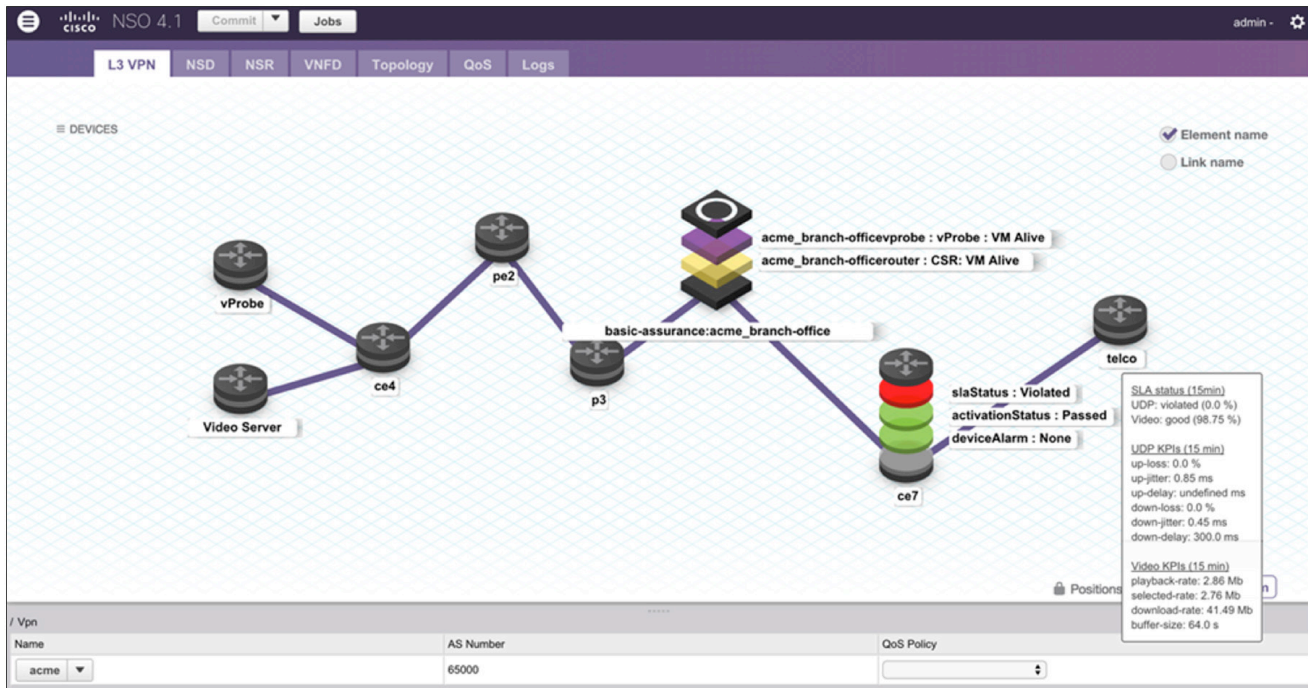 cisco NSO 4.1 Commit Jobs admin -
L3 VPN NSD NSR VNFD Topology QoS Logs
≡ DEVICES
Element name
Link name
acme_branch-officevprobe : vProbe : VM Alive
acme_branch-officerouter : CSR: VM Alive
pe2
vProbe
basic-assurance:acme_branch-office
telco
ce4
p3
slaStatus : Violated
activationStatus : Passed
deviceAlarm : None
Video Server
ce7
SLA status (15min)
UDP: violated (0.0 %)
Video: good (98.75 %)
UDP KPIs (15 min)
up-loss: 0.0 %
up-jitter: 0.85 ms
up-delay: undefined ms
down-loss: 0.0 %
down-jitter: 0.45 ms
down-delay: 300.0 ms
Video KPIs (15 min)
playback-rate: 2.86 Mb
selected-rate: 2.76 Mb
download-rate: 41.49 Mb
buffer-size: 64.0 s
Positions
/ Vpn
Name AS Number QoS Policy
acme 65000